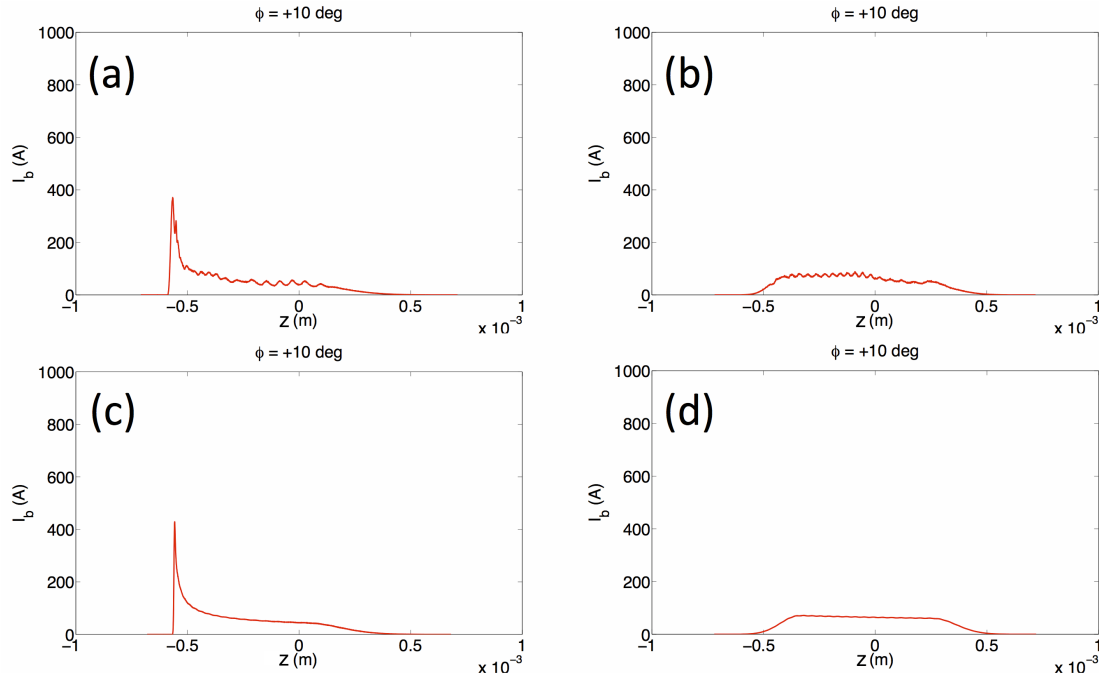 ϕ = +10 deg
(a)
1000
800
600
400
200
0
I_b (A)
−1
−0.5
0
0.5
1
z (m)
x 10⁻³
ϕ = +10 deg
(b)
1000
800
600
400
200
0
I_b (A)
−1
−0.5
0
0.5
1
z (m)
x 10⁻³
ϕ = +10 deg
(c)
1000
800
600
400
200
0
I_b (A)
−1
−0.5
0
0.5
1
z (m)
x 10⁻³
ϕ = +10 deg
(d)
1000
800
600
400
200
0
I_b (A)
−1
−0.5
0
0.5
1
z (m)
x 10⁻³